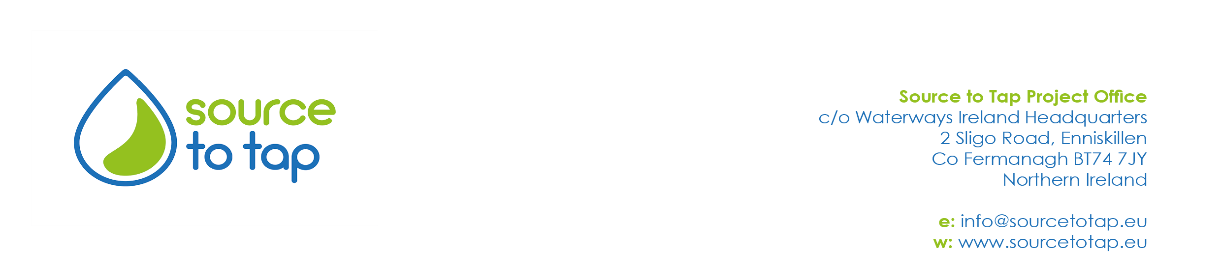 source
to tap
Source to Tap Project Office
c/o Waterways Ireland Headquarters
2 Sligo Road, Enniskillen
Co Fermanagh BT74 7JY
Northern Ireland
e: info@sourcetotap.eu
w: www.sourcetotap.eu